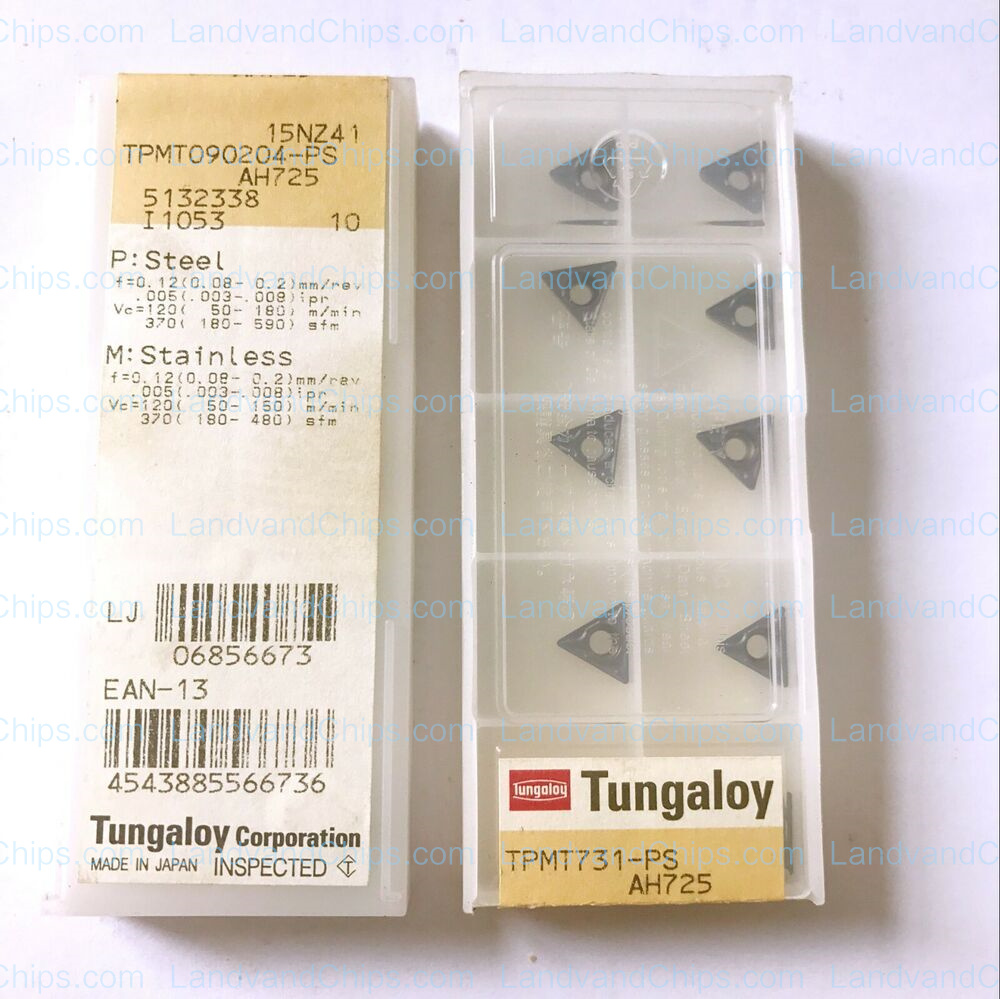 15NZ41
TPMT090204-PS
AH725
5132338
I1053 10
P:Steel
f=0.12(0.08- 0.2)mm/rev
.005(.003-.008)ipr
Vc=120( 50- 180) m/min
370( 180- 590) sfm
M:Stainless
f=0.12(0.08- 0.2)mm/rev
.005(.003-.008)ipr
Vc=120( 50- 150) m/min
370( 180- 480) sfm
LJ
06856673
EAN-13
4543885566736
Tungaloy Corporation
MADE IN JAPAN INSPECTED T
Tungaloy Tungaloy
TPMT731-PS
AH725
LandvandChips.com